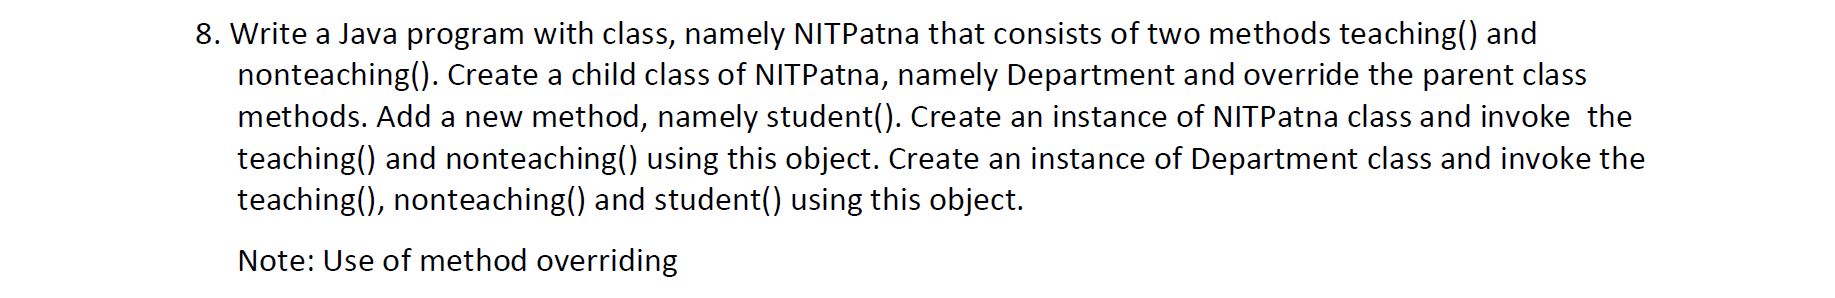 8. Write a Java program with class, namely NITPatna that consists of two methods teaching() and
nonteaching(). Create a child class of NITPatna, namely Department and override the parent class
methods. Add a new method, namely student(). Create an instance of NITPatna class and invoke  the
teaching() and nonteaching() using this object. Create an instance of Department class and invoke the
teaching(), nonteaching() and student() using this object.
Note: Use of method overriding